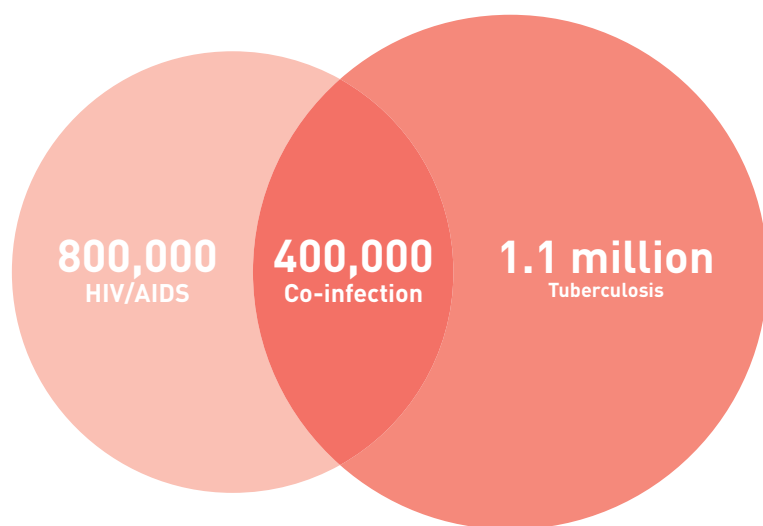 800,000
HIV/AIDS
400,000
Co-infection
1.1 million
Tuberculosis